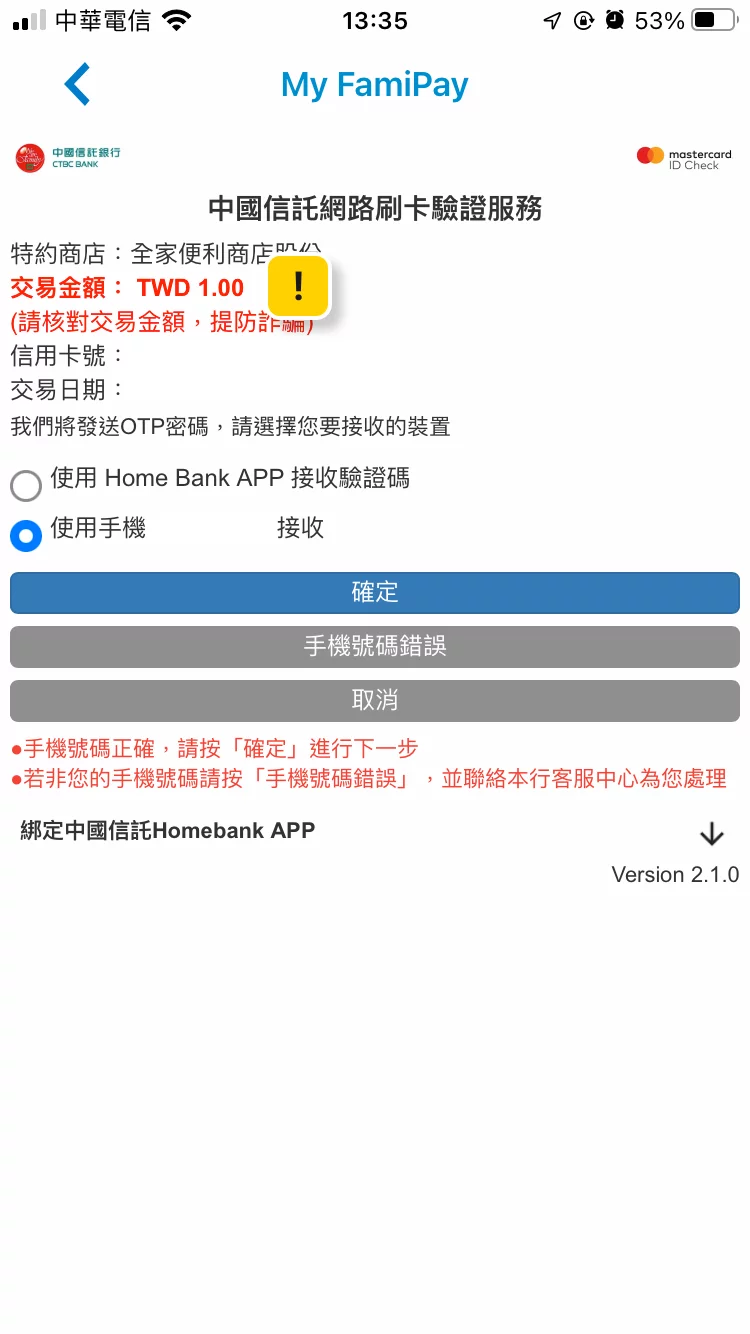 中華電信
13:35
53%
My FamiPay
中國信託銀行
CTBC BANK
mastercard
ID Check
中國信託網路刷卡驗證服務
特約商店：全家便利商店股份
交易金額： TWD 1.00
!
(請核對交易金額，提防詐騙)
信用卡號：
交易日期：
我們將發送OTP密碼，請選擇您要接收的裝置
使用 Home Bank APP 接收驗證碼
使用手機 接收
確定
手機號碼錯誤
取消
●手機號碼正確，請按「確定」進行下一步
●若非您的手機號碼請按「手機號碼錯誤」，並聯絡本行客服中心為您處理
綁定中國信託Homebank APP
Version 2.1.0